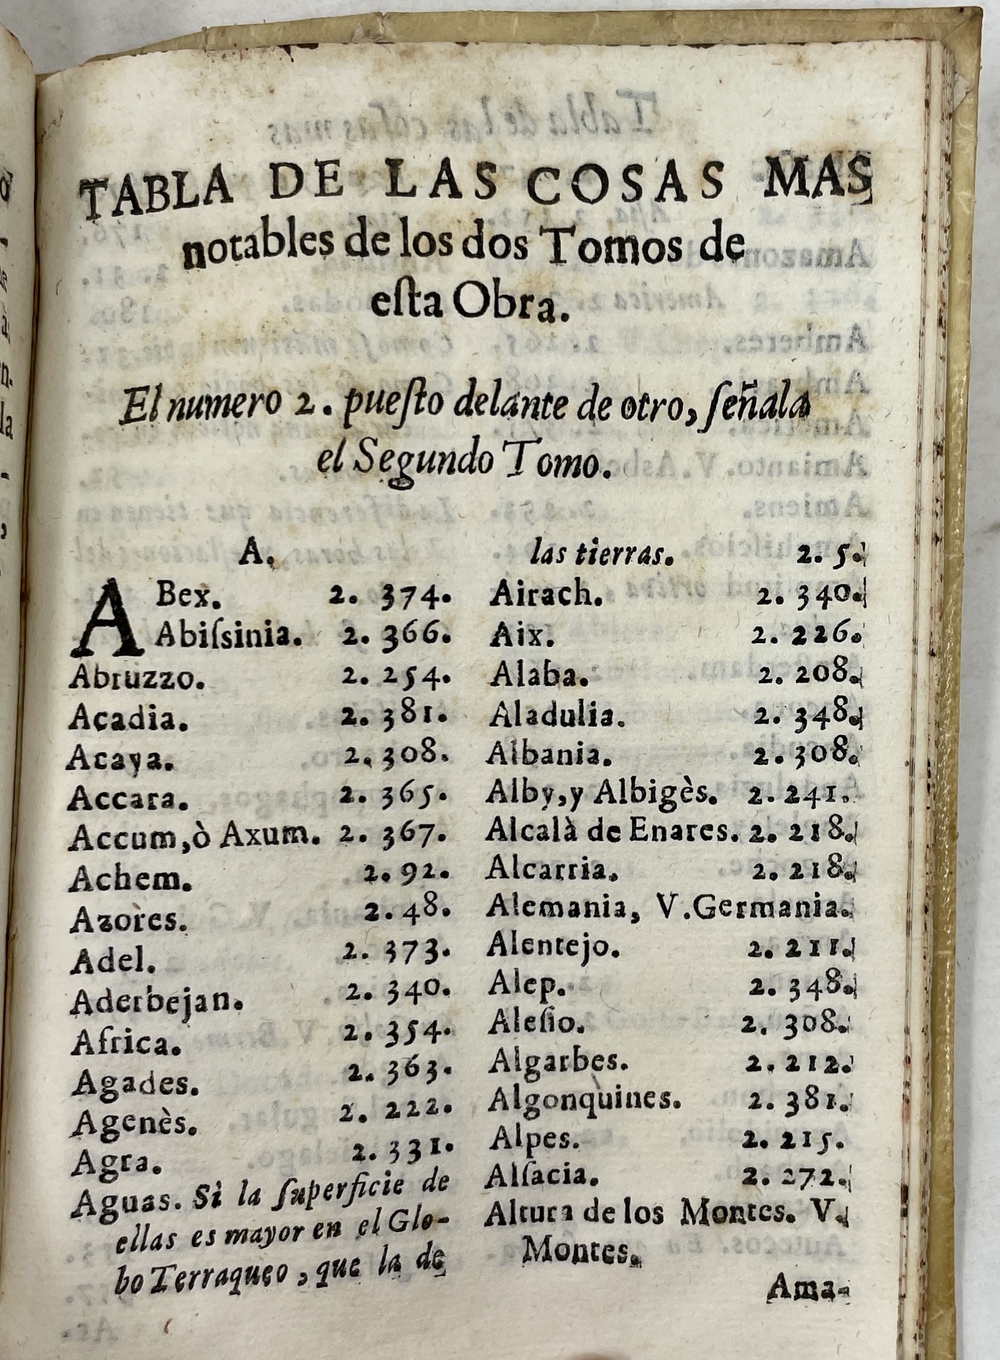 TABLA DE LAS COSAS MAS
notables de los dos Tomos de
eſta Obra.
El numero 2. pueſto delante de otro, ſeñala
el Segundo Tomo.
A.
ABex. 2. 374.
Abiſsinia. 2. 366.
Abruzzo. 2. 254.
Acadia. 2. 381.
Acaya. 2. 308.
Accara. 2. 365.
Accum, ò Axum. 2. 367.
Achem. 2. 92.
Azores. 2. 48.
Adel. 2. 373.
Aderbejan. 2. 340.
Africa. 2. 354.
Agades. 2. 363.
Agenès. 2. 222.
Agra. 2. 331.
Aguas. Si la ſuperficie de
ellas es mayor en el Glo-
bo Terraqueo, que la de
las tierras. 2. 5.
Airach. 2. 340.
Aix. 2. 226.
Alaba. 2. 208.
Aladulia. 2. 348.
Albania. 2. 308.
Alby, y Albigès. 2. 241.
Alcalà de Enares. 2. 218.
Alcarria. 2. 218.
Alemania, V. Germania.
Alentejo. 2. 211.
Alep. 2. 348.
Aleſio. 2. 308.
Algarbes. 2. 212.
Algonquines. 2. 381.
Alpes. 2. 215.
Alſacia. 2. 272.
Altura de los Montes. V.
Montes.
Ama-